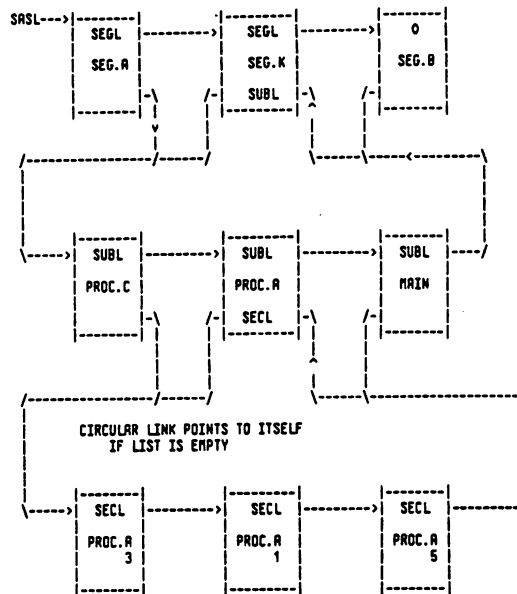 SASL
SEGL SEGL 0
SEG.A SEG.K SEG.B
SUBL
SUBL SUBL SUBL
PROC.C PROC.A MAIN
SECL
CIRCULAR LINK POINTS TO ITSELF
IF LIST IS EMPTY
SECL SECL SECL
PROC.A PROC.A PROC.A
3 1 5